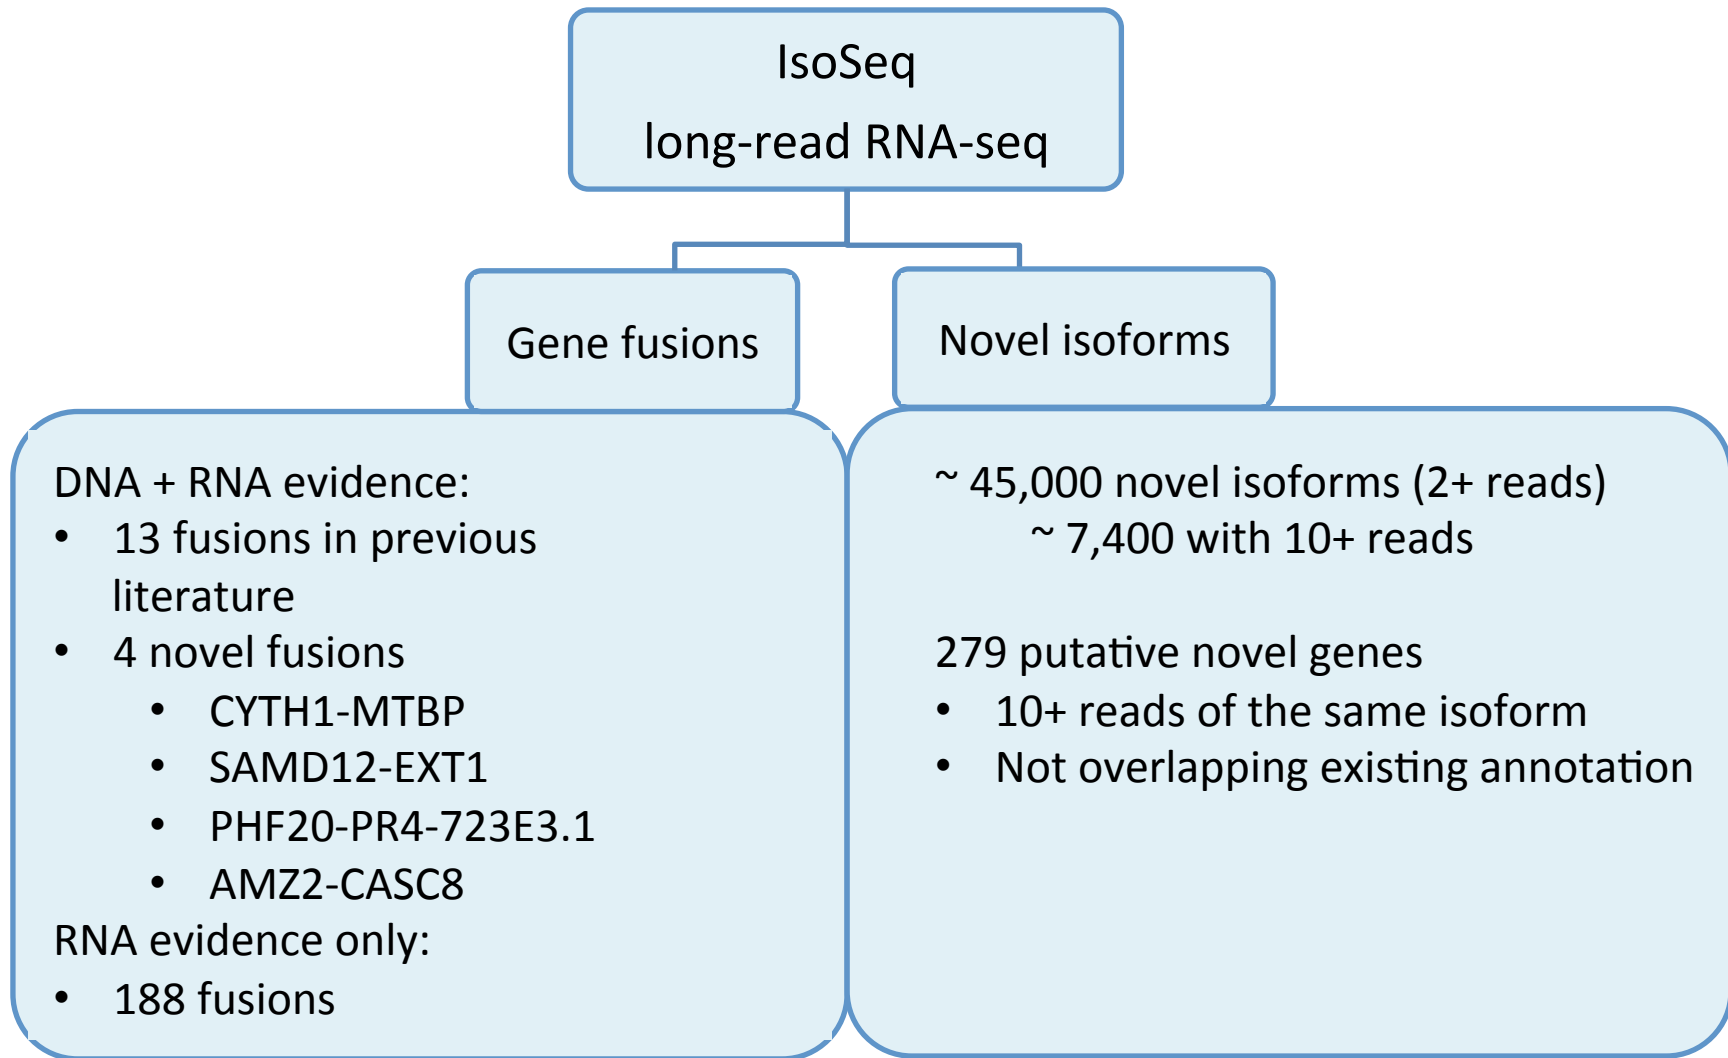 IsoSeq
long-read RNA-seq
Gene fusions
Novel isoforms
DNA + RNA evidence:
• 13 fusions in previous
literature
• 4 novel fusions
• CYTH1-MTBP
• SAMD12-EXT1
• PHF20-PR4-723E3.1
• AMZ2-CASC8
RNA evidence only:
• 188 fusions
~ 45,000 novel isoforms (2+ reads)
~ 7,400 with 10+ reads
279 putative novel genes
• 10+ reads of the same isoform
• Not overlapping existing annotation